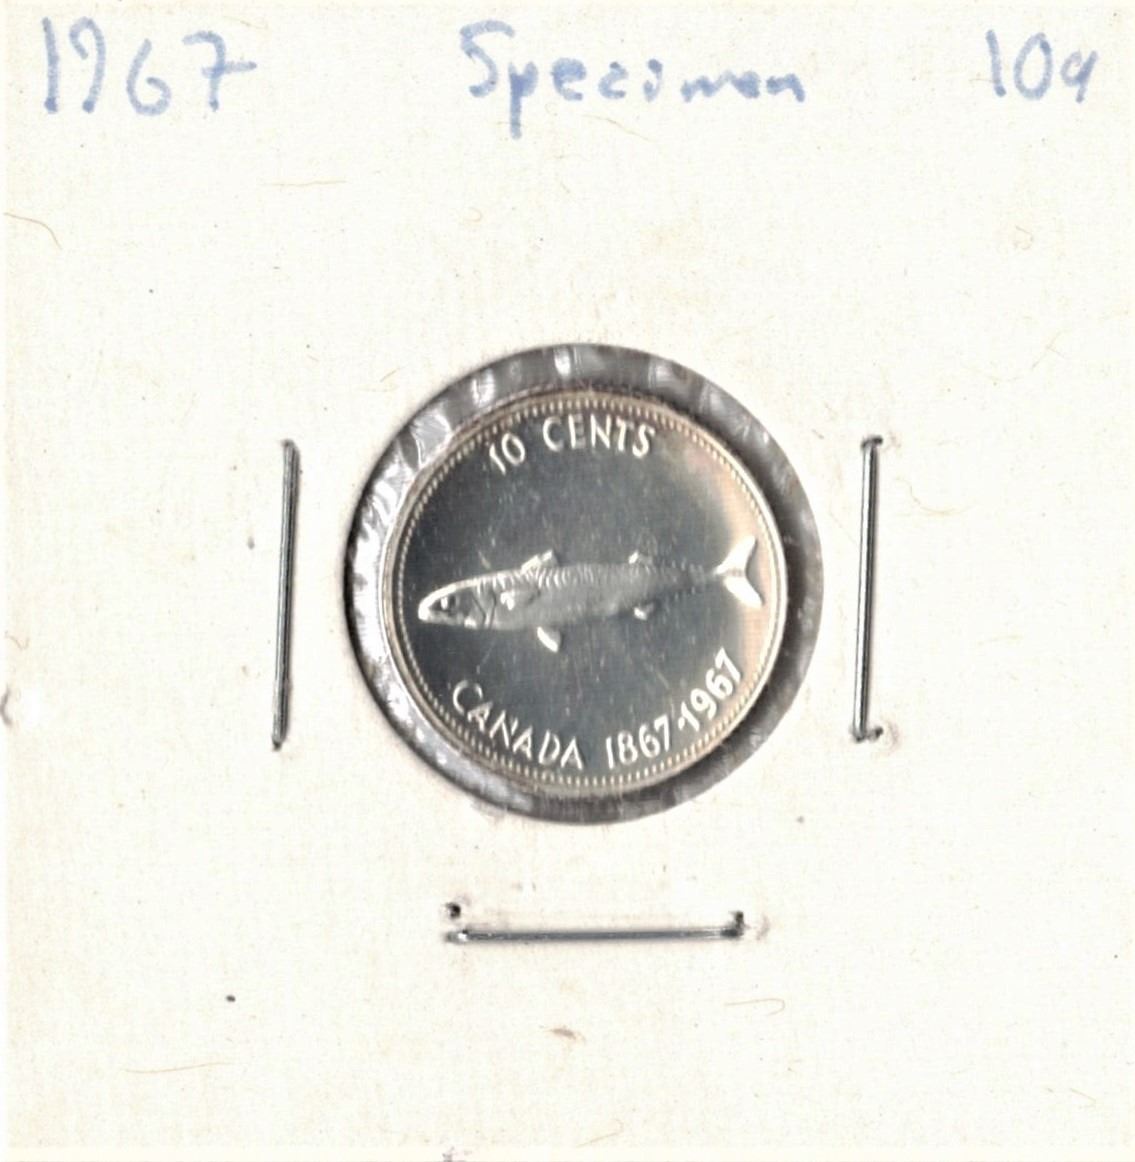 1967 Specimen 10¢
10 CENTS
CANADA 1867-1967